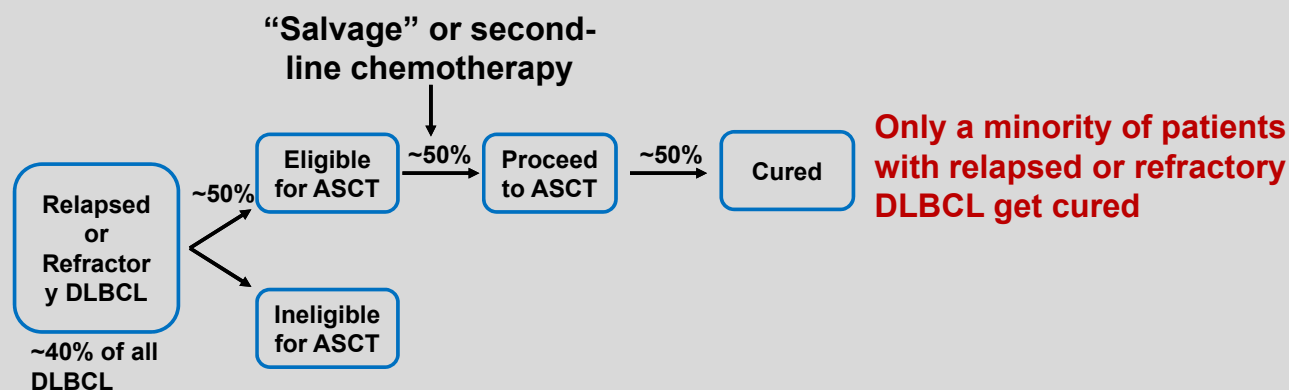 “Salvage” or second-
line chemotherapy
Relapsed
or
Refractor
y DLBCL
~40% of all
DLBCL
~50%
Eligible
for ASCT
~50%
Proceed
to ASCT
~50%
Cured
Ineligible
for ASCT
Only a minority of patients
with relapsed or refractory
DLBCL get cured